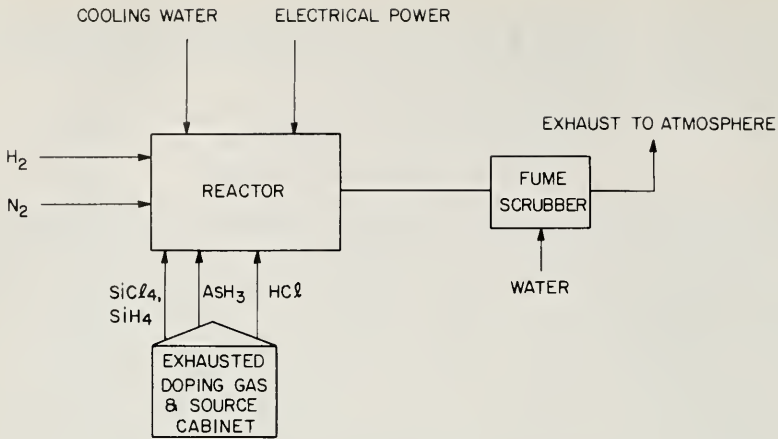 COOLING WATER
ELECTRICAL POWER
EXHAUST TO ATMOSPHERE
H2
N2
REACTOR
FUME
SCRUBBER
WATER
SiCl4,
SiH4
ASH3
HCl
EXHAUSTED
DOPING GAS
& SOURCE
CABINET